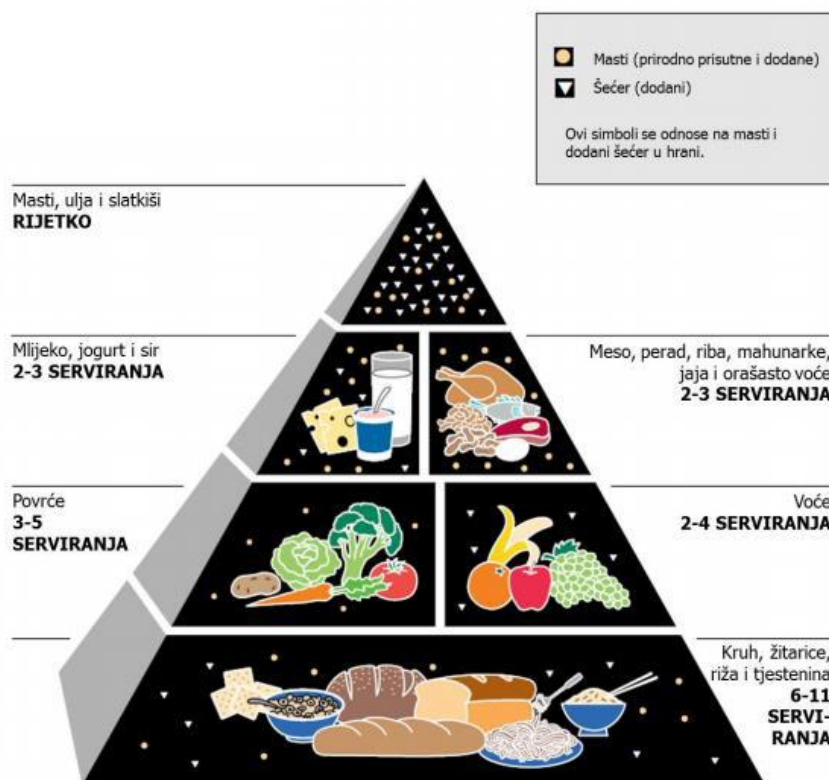 Masti (prirodno prisutne i dodane)
Šećer (dodani)
Ovi simboli se odnose na masti i
dodani šećer u hrani.
Masti, ulja i slatkiši
RIJETKO
Mlijeko, jogurt i sir
2-3 SERVIRANJA
Meso, perad, riba, mahunarke,
jaja i orašasto voće
2-3 SERVIRANJA
Povrće
3-5
SERVIRANJA
Voće
2-4 SERVIRANJA
Kruh, žitarice,
riža i tjestenina
6-11
SERVI-
RANJA